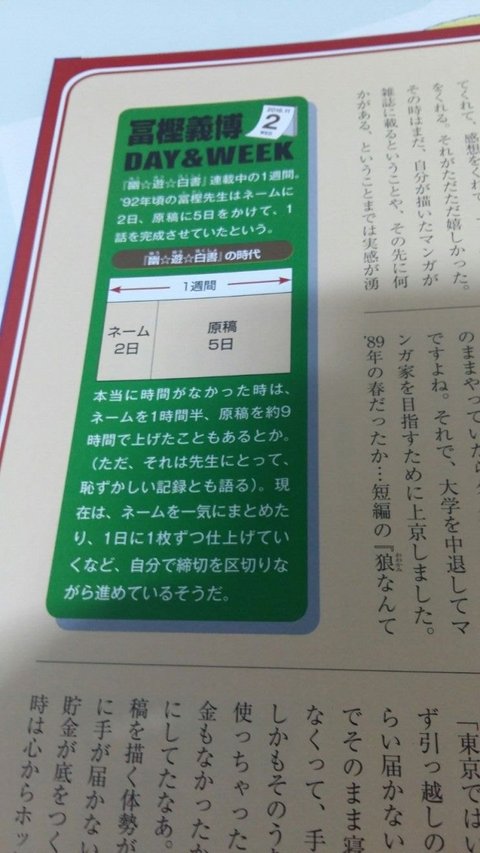 冨樫義博
2016.11
2
WED
DAY&WEEK
『幽☆遊☆白書』連載中の1週間。
'92年頃の冨樫先生はネームに
2日、原稿に5日をかけて、1
話を完成させていたという。
『幽☆遊☆白書』の時代
1週間
ネーム
2日
原稿
5日
本当に時間がなかった時は、
ネームを1時間半、原稿を約9
時間で上げたこともあるとか。
（ただ、それは先生にとって、
恥ずかしい記録とも語る）。現
在は、ネームを一気にまとめた
り、1日に1枚ずつ仕上げてい
くなど、自分で締切を区切りな
がら進めているそうだ。
てくれて、感想をくれ
をくれる。それがただただ嬉しかった。
その時はまだ、自分が描いたマンガが
雑誌に載るということや、その先に何
かがある、ということまでは実感が湧
のままやっていたら
ですよね。それで、大学を中退してマ
ンガ家を目指すために上京しました。
'89年の春だったか…短編の『狼なんて
「東京では
ず引っ越しの
らい届かない
でそのまま寝
なくって、手
しかもそのう
使っちゃった
金もなかったか
にしてたなあ。
稿を描く体勢が
に手が届かない
貯金が底をつく
時は心からホッ